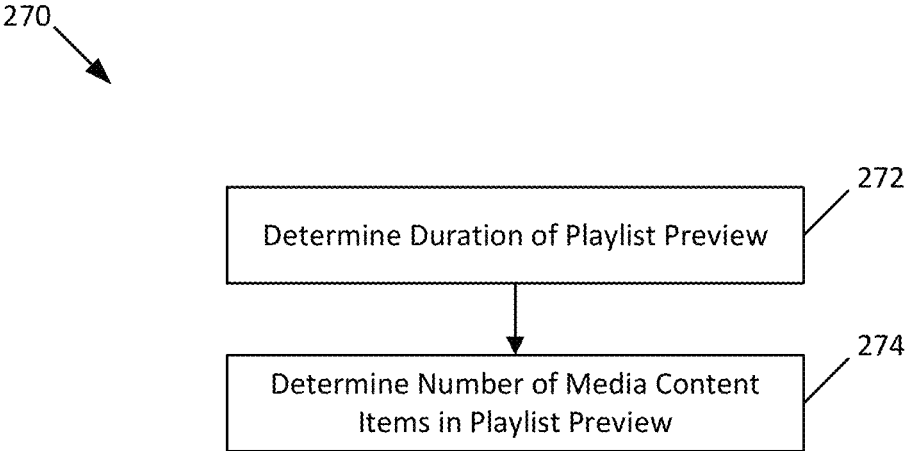 270
272
Determine Duration of Playlist Preview
274
Determine Number of Media Content
Items in Playlist Preview